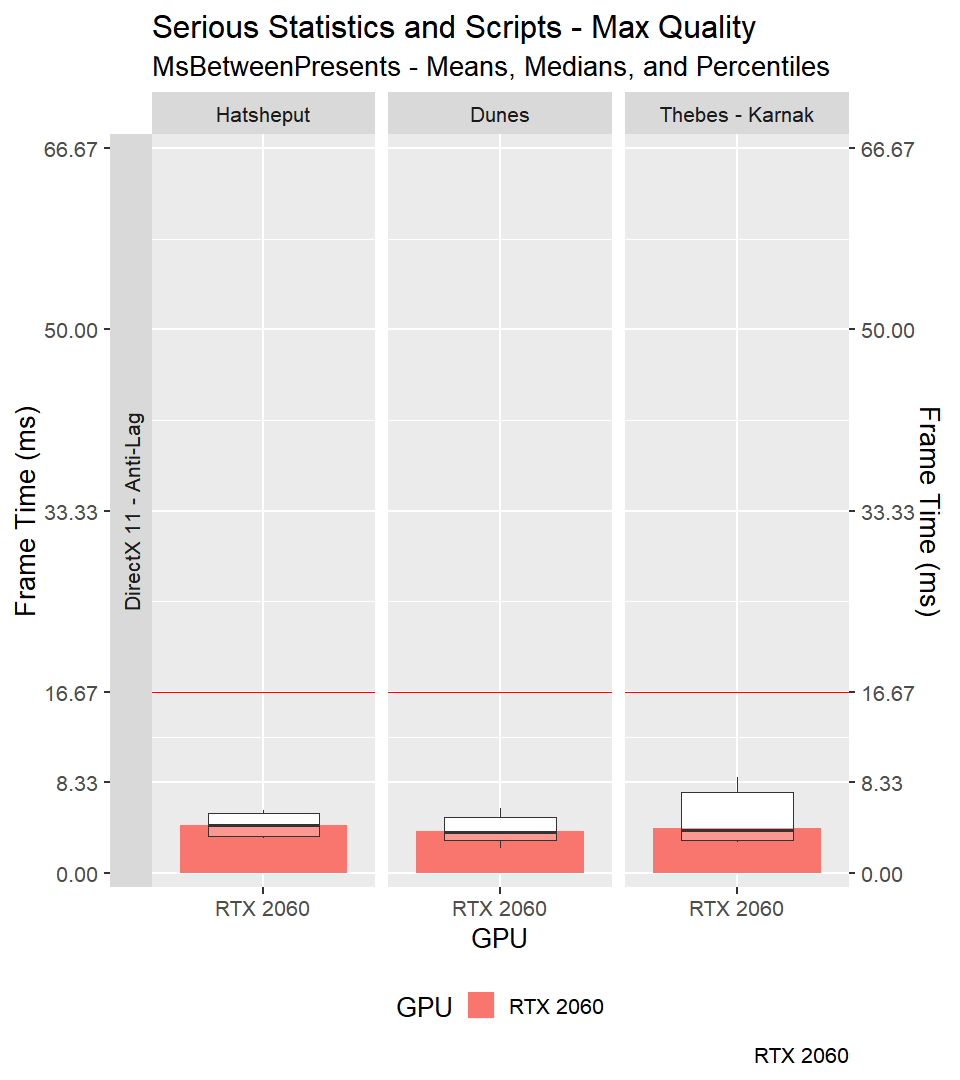 Serious Statistics and Scripts - Max Quality
MsBetweenPresents - Means, Medians, and Percentiles
Hatsheput
Dunes
Thebes - Karnak
DirectX 11 - Anti-Lag
Frame Time (ms)
66.67
50.00
33.33
16.67
8.33
0.00
66.67
50.00
33.33
16.67
8.33
0.00
Frame Time (ms)
RTX 2060
RTX 2060
RTX 2060
GPU
GPU
RTX 2060
RTX 2060